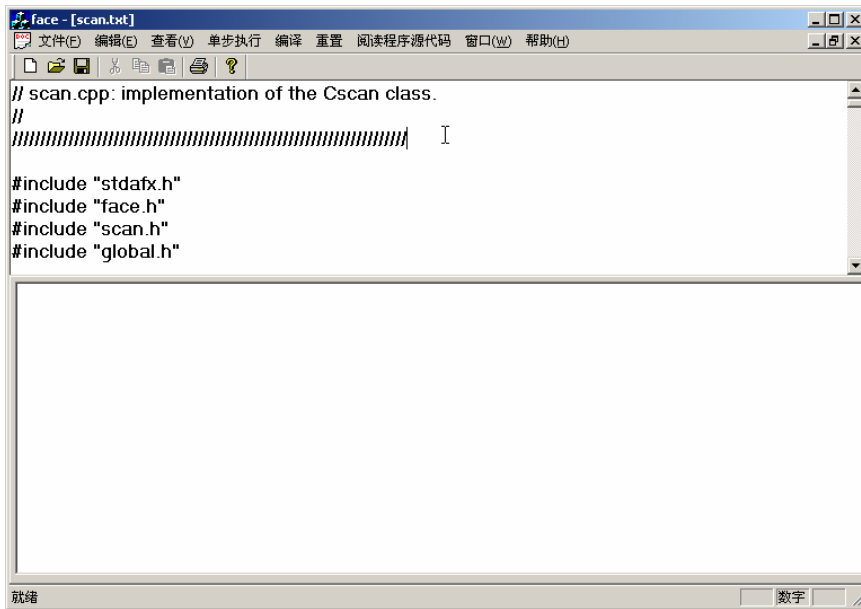 face - [scan.txt]
文件(F) 编辑(E) 查看(V) 单步执行 编译 重置 阅读程序源代码 窗口(W) 帮助(H)
// scan.cpp: implementation of the Cscan class.
//
//////////////////////////////////////////////////////////////////////
#include "stdafx.h"
#include "face.h"
#include "scan.h"
#include "global.h"
就绪 数字